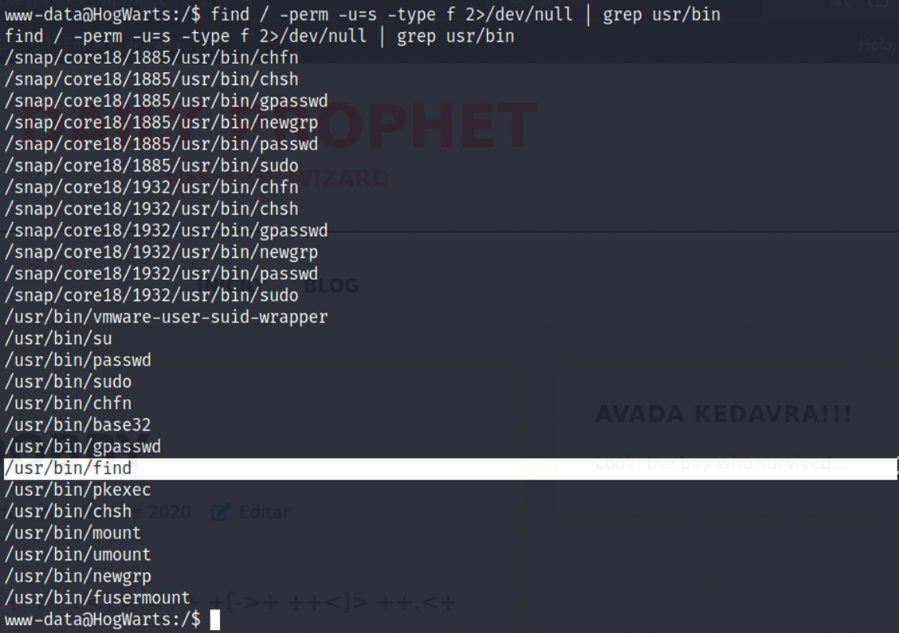 www-data@HogWarts:/$ find / -perm -u=s -type f 2>/dev/null | grep usr/bin
find / -perm -u=s -type f 2>/dev/null | grep usr/bin
/snap/core18/1885/usr/bin/chfn
/snap/core18/1885/usr/bin/chsh
/snap/core18/1885/usr/bin/gpasswd
/snap/core18/1885/usr/bin/newgrp
/snap/core18/1885/usr/bin/passwd
/snap/core18/1885/usr/bin/sudo
/snap/core18/1932/usr/bin/chfn
/snap/core18/1932/usr/bin/chsh
/snap/core18/1932/usr/bin/gpasswd
/snap/core18/1932/usr/bin/newgrp
/snap/core18/1932/usr/bin/passwd
/snap/core18/1932/usr/bin/sudo
/usr/bin/vmware-user-suid-wrapper
/usr/bin/su
/usr/bin/passwd
/usr/bin/sudo
/usr/bin/chfn
/usr/bin/base32
/usr/bin/gpasswd
/usr/bin/find
/usr/bin/pkexec
/usr/bin/chsh
/usr/bin/mount
/usr/bin/umount
/usr/bin/newgrp
/usr/bin/fusermount
www-data@HogWarts:/$
Hola
PHET
WIZARD
BLOG
AVADA KEDAVRA!!!
Look, the boy who survived...
2020 Editar
+[->+ ++<]> ++.<+